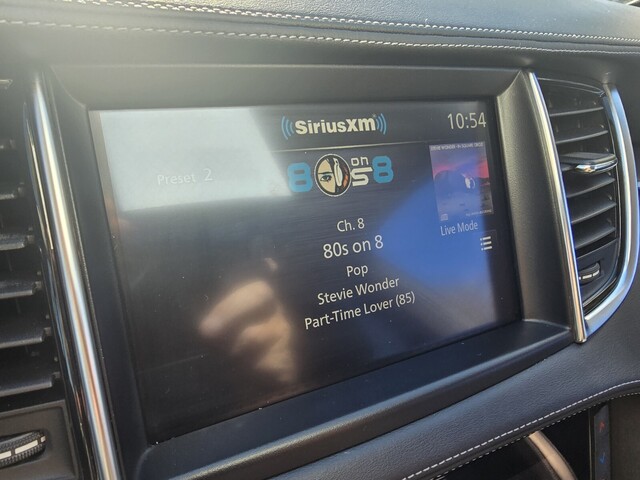 SiriusXM
10:54
8 on 8
Preset 2
Ch. 8
80s on 8
Pop
Stevie Wonder
Part-Time Lover (85)
Live Mode